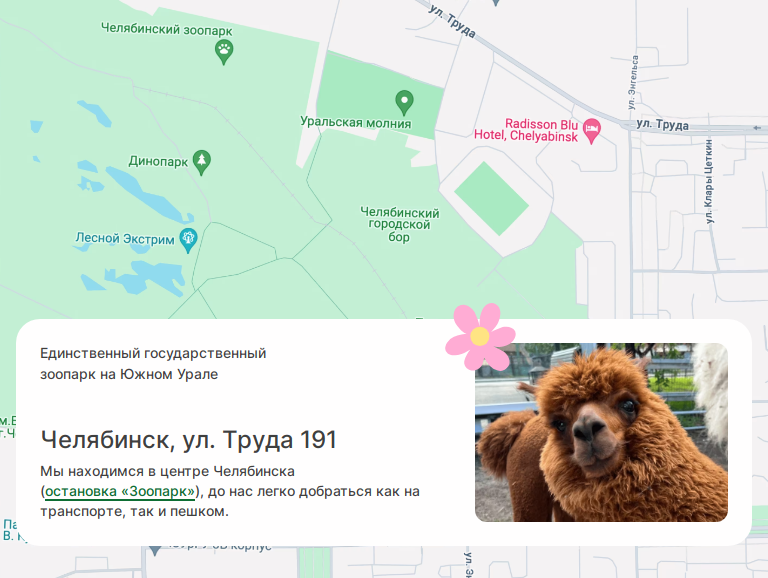 ул. Труда
Челябинский зоопарк
ул. Энгельса
Уральская молния
Radisson Blu
Hotel, Chelyabinsk
ул. Труда
Динопарк
ул. Клары Цеткин
Челябинский
городской
бор
Лесной Экстрим
Единственный государственный
зоопарк на Южном Урале
Челябинск, ул. Труда 191
Мы находимся в центре Челябинска
(остановка «Зоопарк»), до нас легко добраться как на
транспорте, так и пешком.